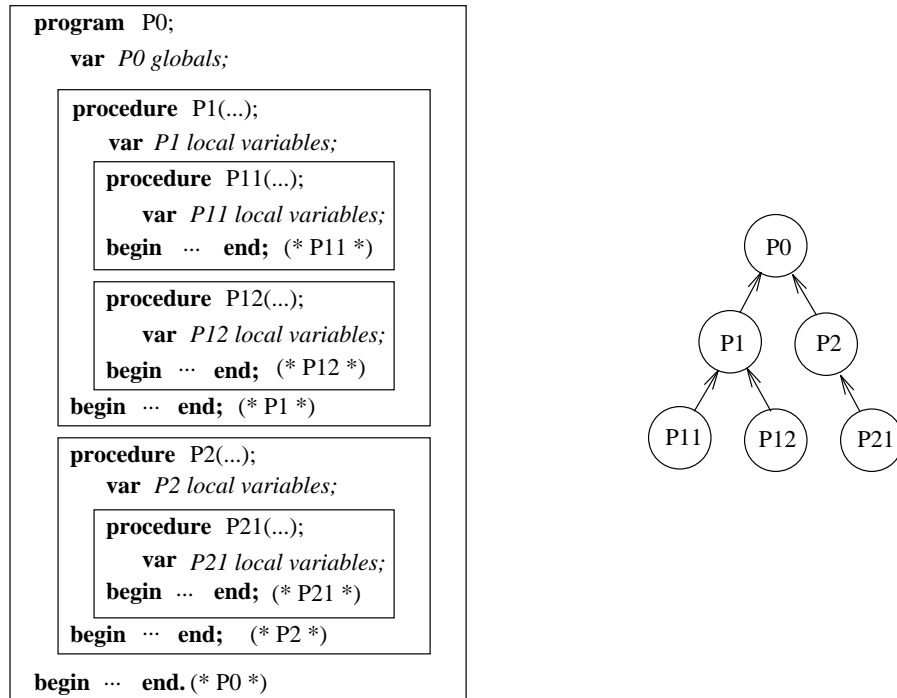 program P0;
var P0 globals;
procedure P1(...);
var P1 local variables;
procedure P11(...);
var P11 local variables;
begin ... end; (* P11 *)
procedure P12(...);
var P12 local variables;
begin ... end; (* P12 *)
begin ... end; (* P1 *)
procedure P2(...);
var P2 local variables;
procedure P21(...);
var P21 local variables;
begin ... end; (* P21 *)
begin ... end; (* P2 *)
begin ... end. (* P0 *)
P0
P1 P2
P11 P12 P21